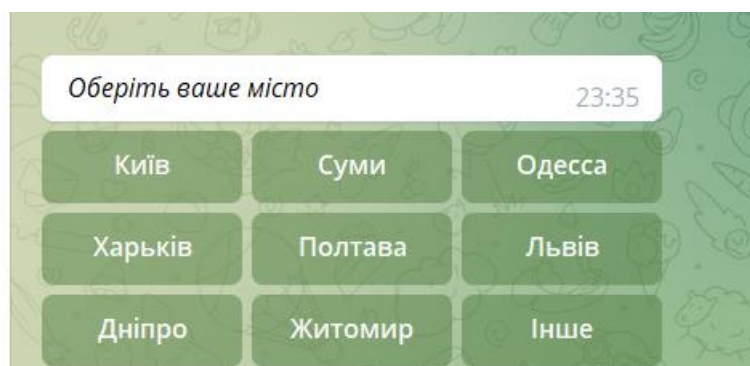 Оберіть ваше місто 23:35
Київ Суми Одесса
Харьків Полтава Львів
Дніпро Житомир Інше